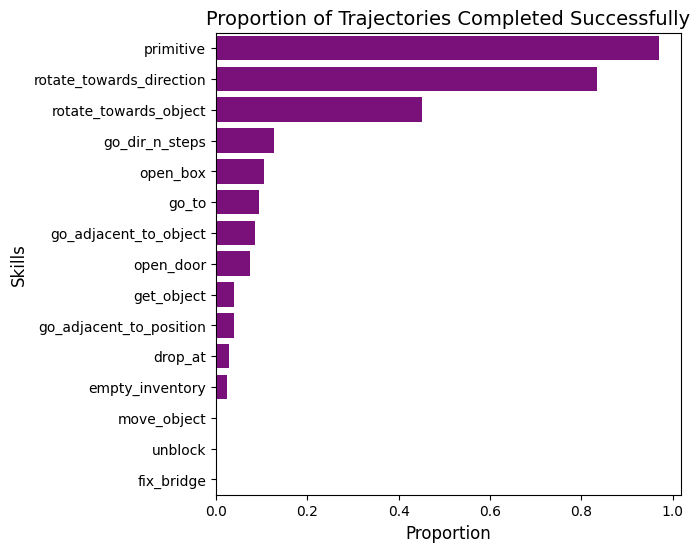 Proportion of Trajectories Completed Successfully
primitive
rotate_towards_direction
rotate_towards_object
go_dir_n_steps
open_box
go_to
go_adjacent_to_object
open_door
get_object
go_adjacent_to_position
drop_at
empty_inventory
move_object
unblock
fix_bridge
Skills
0.0 0.2 0.4 0.6 0.8 1.0
Proportion